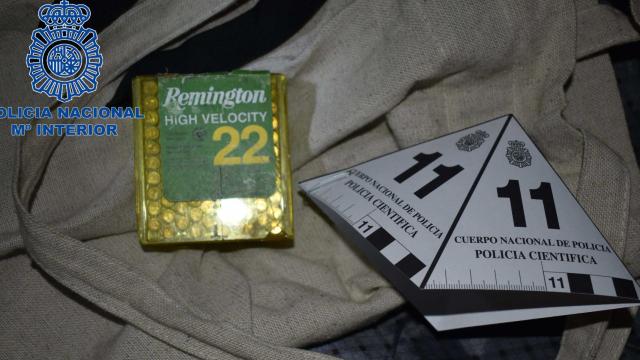 POLICIA NACIONAL
Mº INTERIOR
Remington
HIGH VELOCITY
22
11
CUERPO NACIONAL DE POLICIA
POLICIA CIENTIFICA
11
11
CUERPO NACIONAL DE POLICIA
POLICIA CIENTIFICA
11